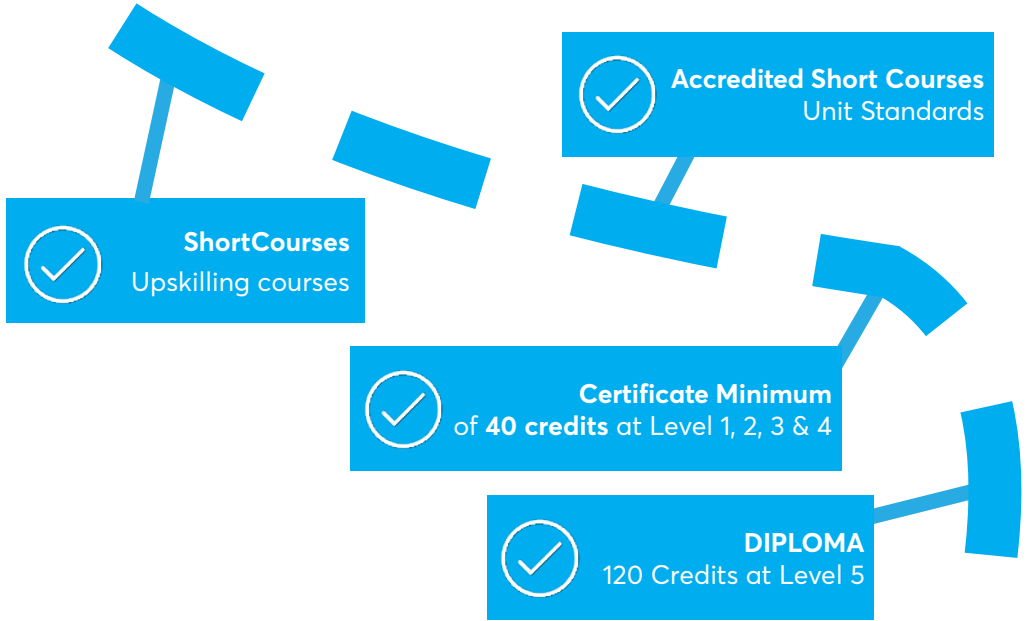 Accredited Short Courses
Unit Standards
ShortCourses
Upskilling courses
Certificate Minimum
of 40 credits at Level 1, 2, 3 & 4
DIPLOMA
120 Credits at Level 5